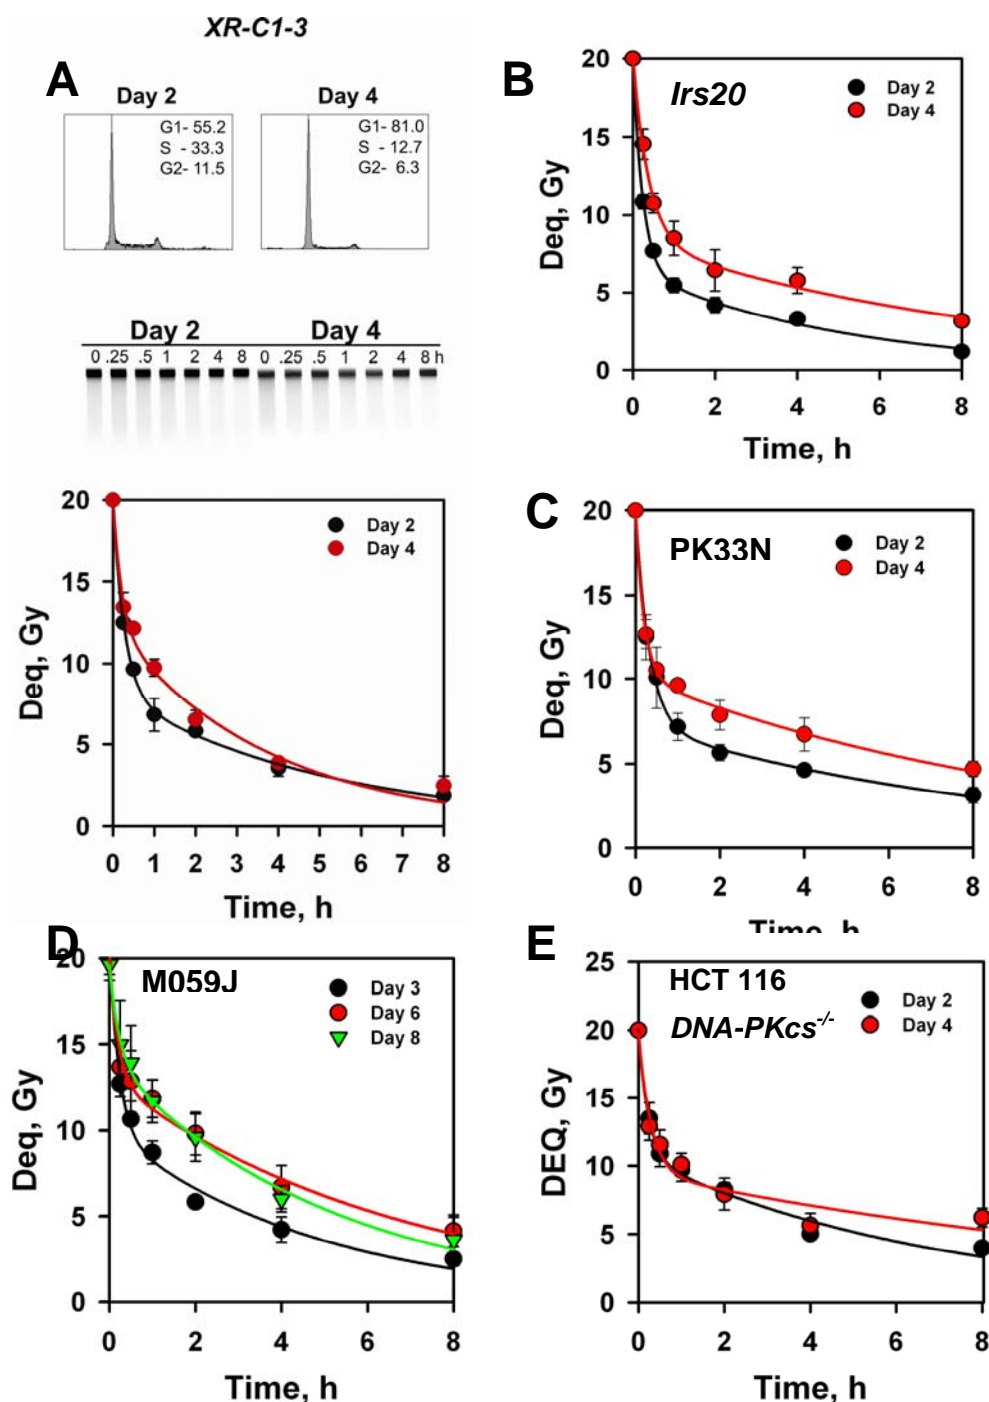 XR-C1-3
A
Day 2 Day 4
G1- 55.2
S - 33.3
G2- 11.5
G1- 81.0
S - 12.7
G2- 6.3
Day 2 Day 4
0 .25 .5 1 2 4 8 0 .25 .5 1 2 4 8 h
20
15
10
5
0
Deq, Gy
Day 2
Day 4
0 1 2 3 4 5 6 7 8
Time, h
B
Irs20
20
15
10
5
0
Deq, Gy
Day 2
Day 4
0 2 4 6 8
Time, h
C
PK33N
20
15
10
5
0
Deq, Gy
Day 2
Day 4
0 2 4 6 8
Time, h
D
M059J
20
15
10
5
0
Deq, Gy
Day 3
Day 6
Day 8
0 2 4 6 8
Time, h
E
HCT 116
DNA-PKcs-/-
25
20
15
10
5
0
DEQ, Gy
Day 2
Day 4
0 2 4 6 8
Time, h